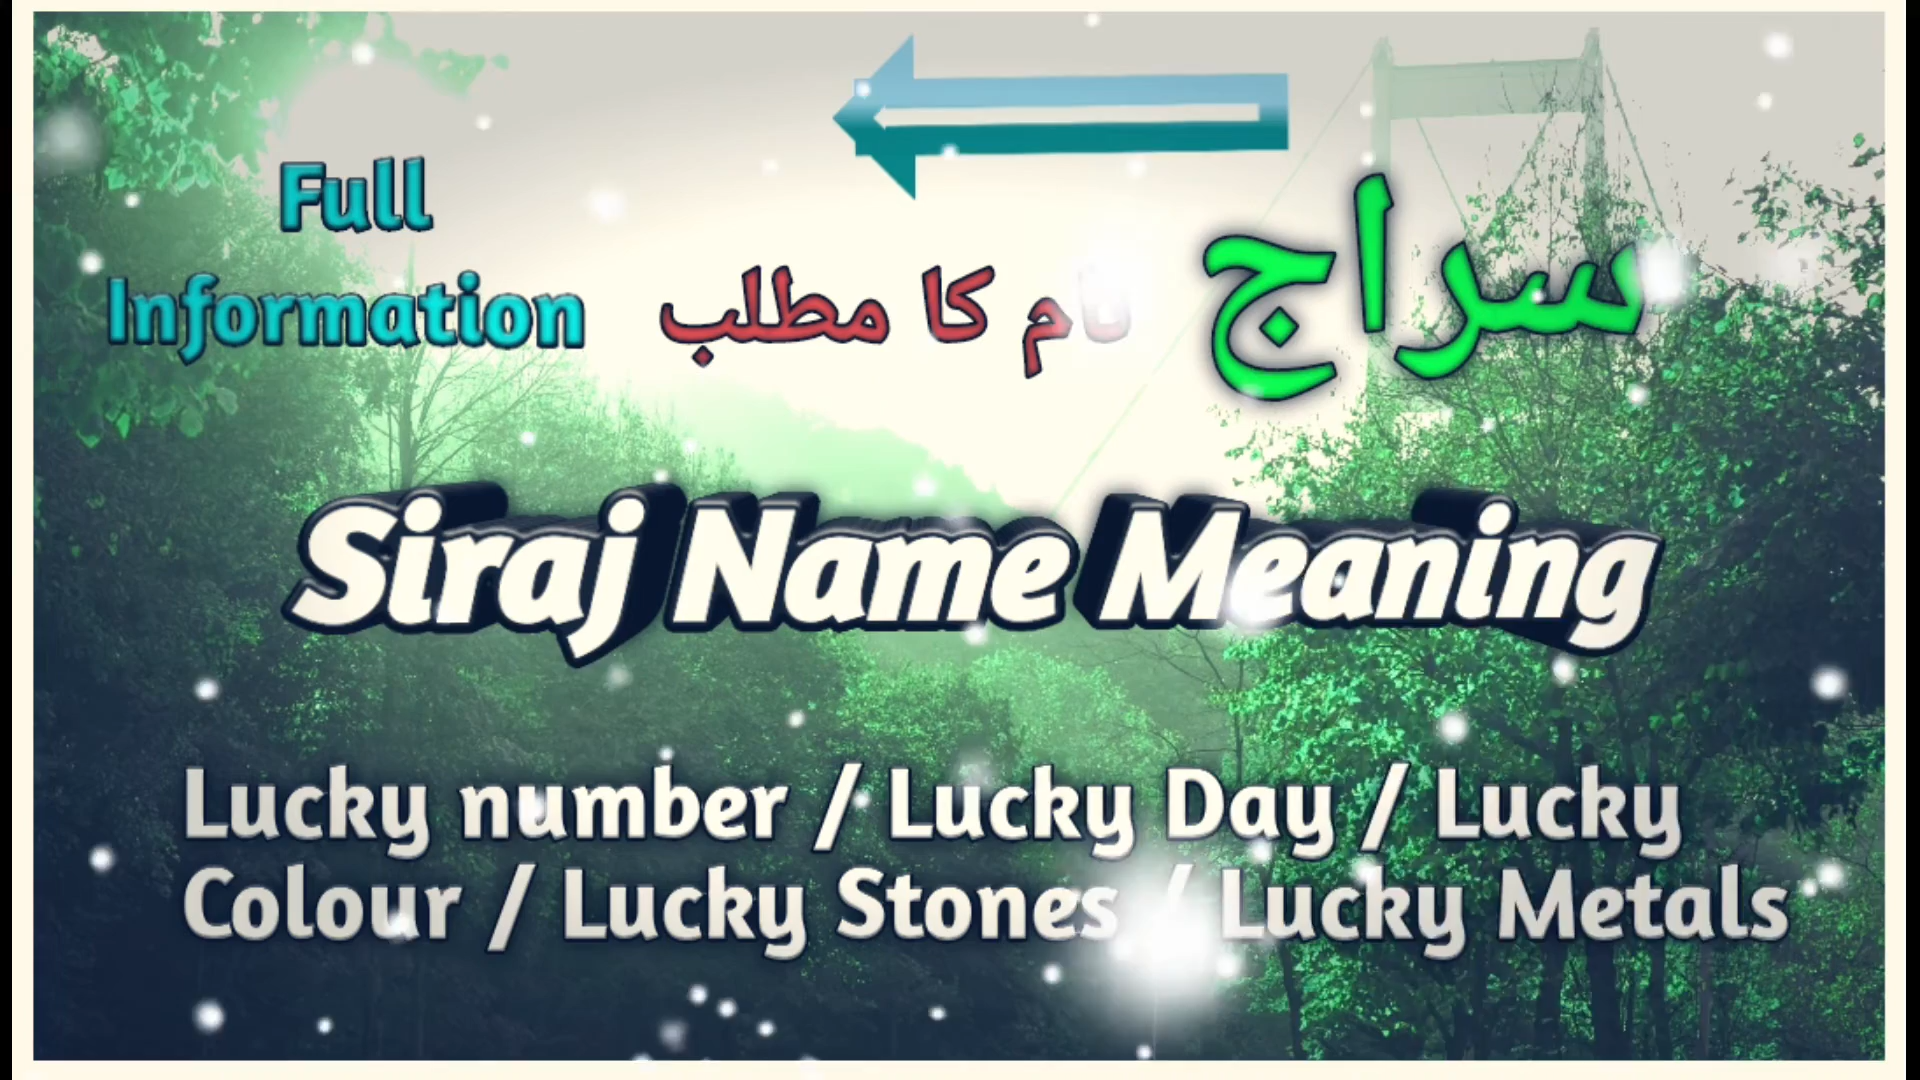 Full
Information
سراج
نام کا مطلب
Siraj Name Meaning
Lucky number / Lucky Day / Lucky
Colour / Lucky Stones / Lucky Metals